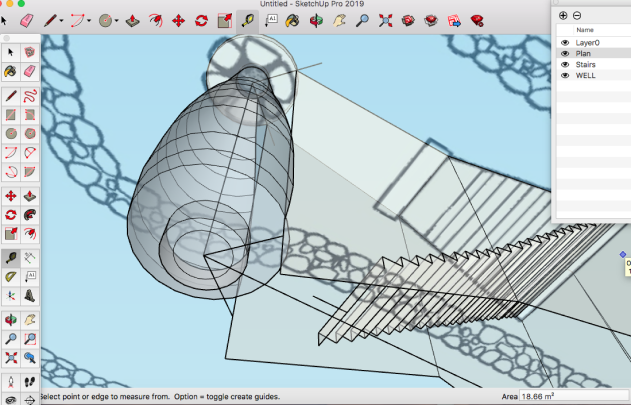 Untitled - SketchUp Pro 2019
Name
Layer0
Plan
Stairs
WELL
Select point or edge to measure from. Option = toggle create guides.
Area 18.66 m²